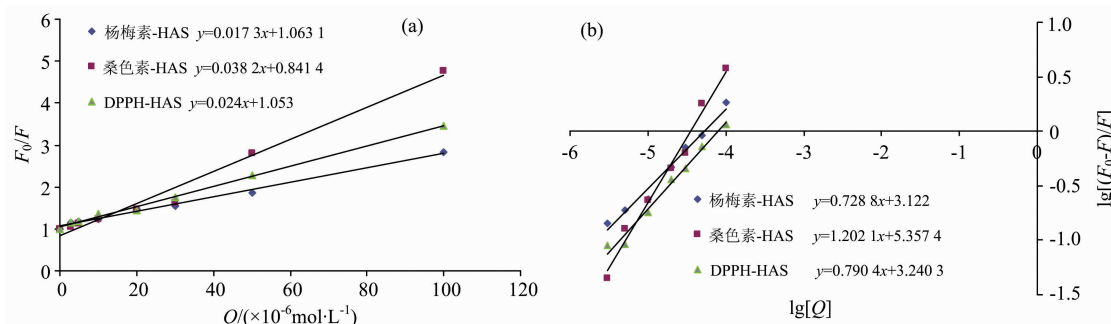 (a)
杨梅素-HAS y=0.017 3x+1.063 1
桑色素-HAS y=0.038 2x+0.841 4
DPPH-HAS y=0.024x+1.053
F₀/F
6
5
4
3
2
1
0
0 20 40 60 80 100 120
Q/(×10⁻⁶mol·L⁻¹)
(b)
1.0
0.5
0
-0.5
-1.0
-1.5
-6 -5 -4 -3 -2 -1 0
lg[(F₀-F)/F]
杨梅素-HAS y=0.728 8x+3.122
桑色素-HAS y=1.202 1x+5.357 4
DPPH-HAS y=0.790 4x+3.240 3
lg[Q]